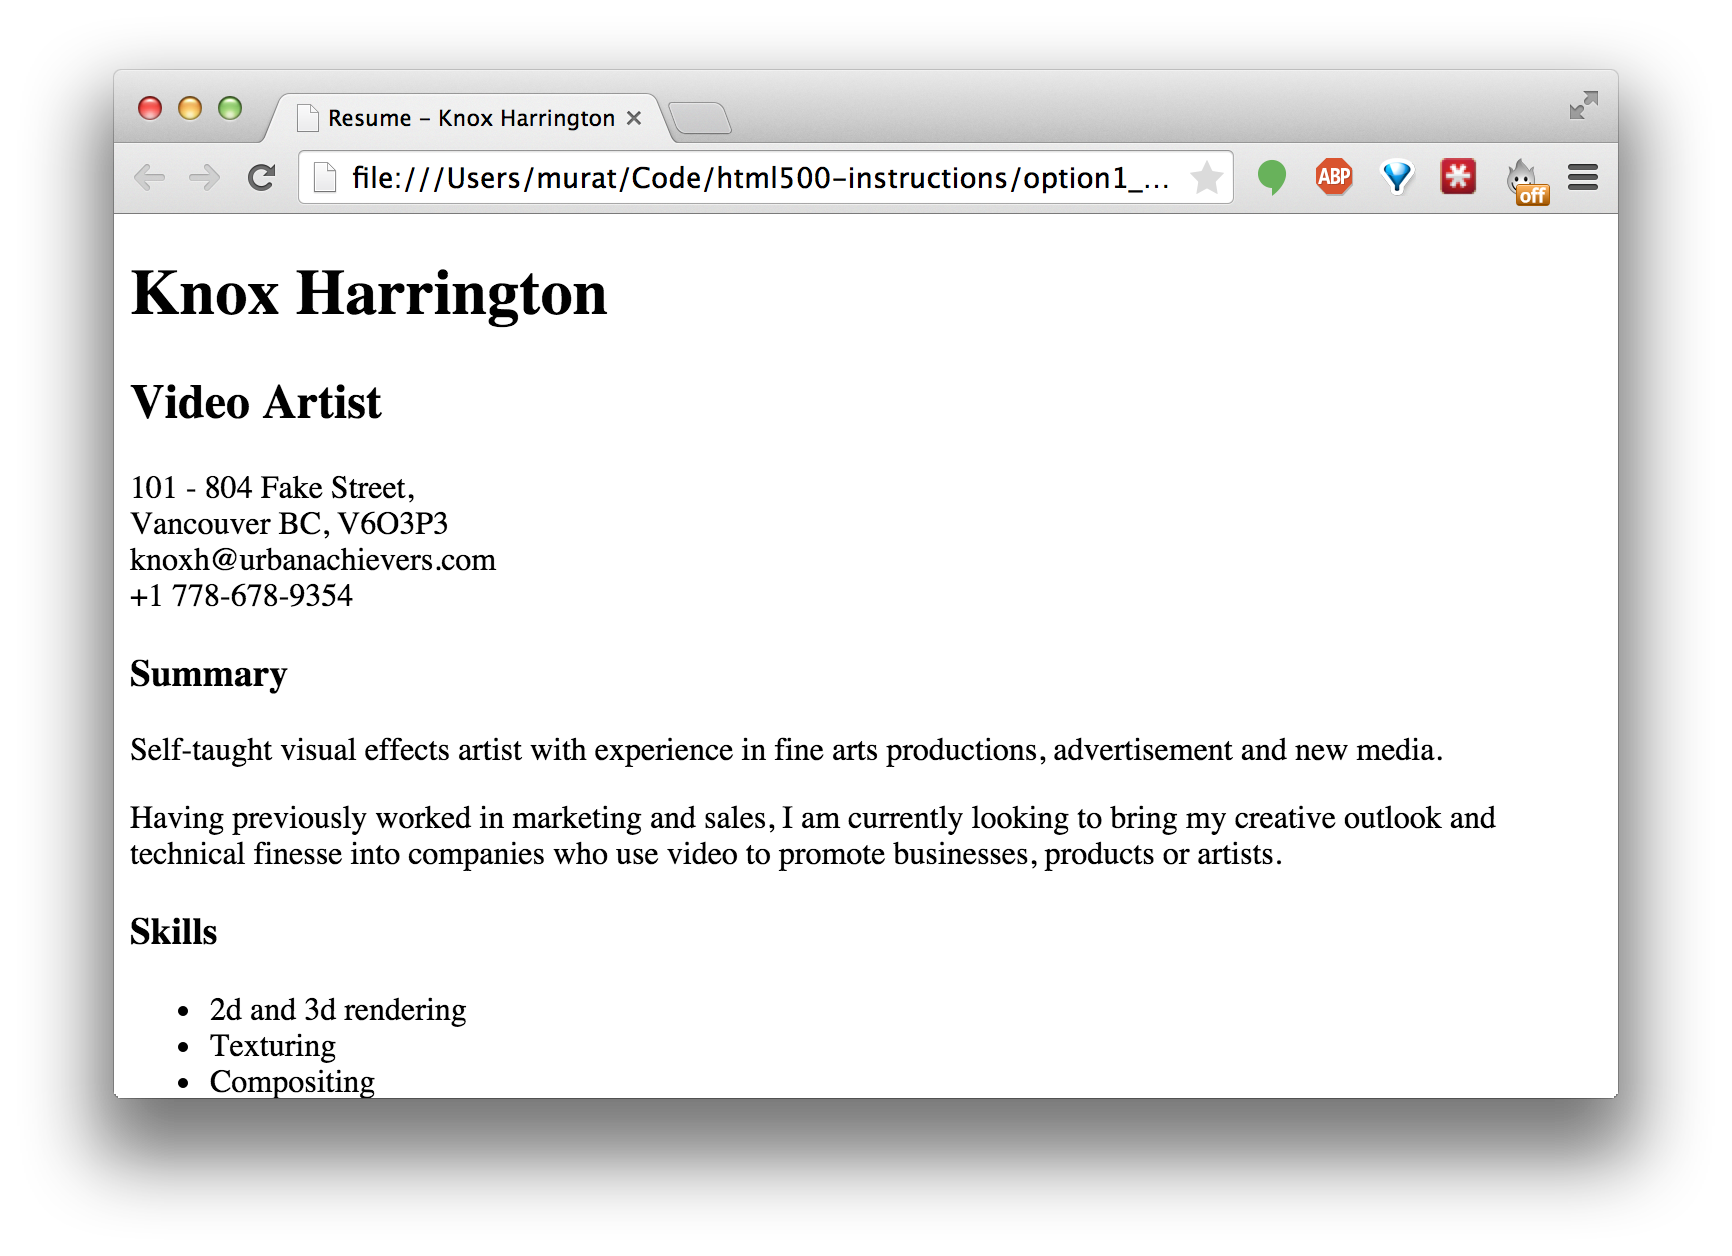 Resume – Knox Harrington
file:///Users/murat/Code/html500-instructions/option1_...
ABP
off
Knox Harrington
Video Artist
101 - 804 Fake Street,
Vancouver BC, V6O3P3
knoxh@urbanachievers.com
+1 778-678-9354
Summary
Self-taught visual effects artist with experience in fine arts productions, advertisement and new media.
Having previously worked in marketing and sales, I am currently looking to bring my creative outlook and
technical finesse into companies who use video to promote businesses, products or artists.
Skills
• 2d and 3d rendering
• Texturing
• Compositing